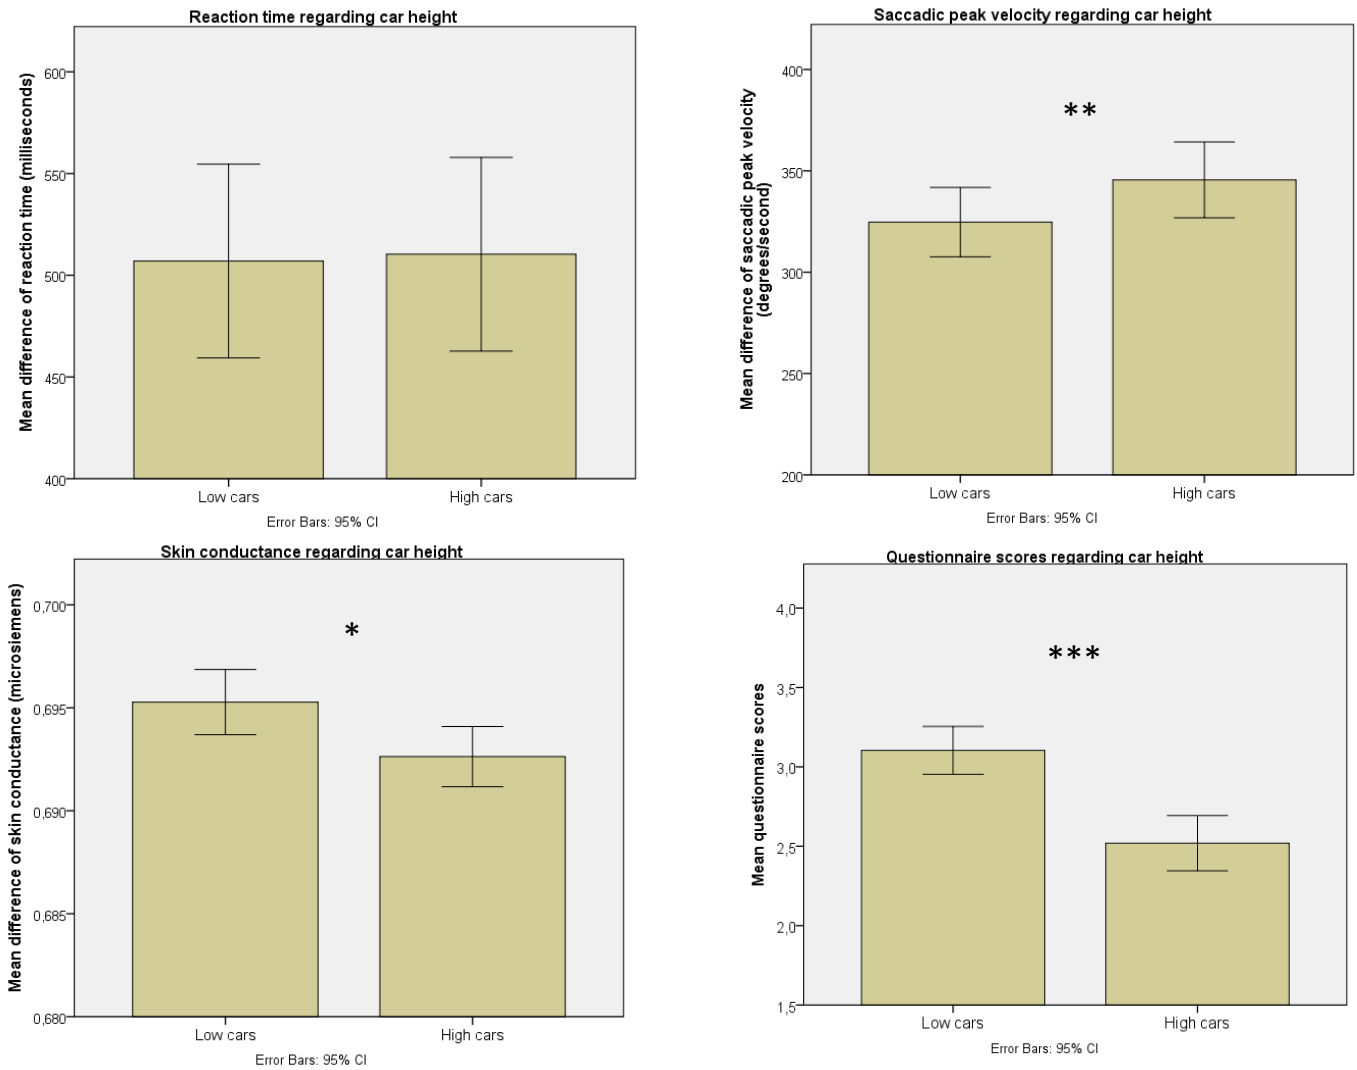 Reaction time regarding car height
Mean difference of reaction time (milliseconds)
600
550
500
450
400
Low cars
High cars
Error Bars: 95% CI
Saccadic peak velocity regarding car height
Mean difference of saccadic peak velocity
(degrees/second)
400
350
300
250
200
**
Low cars
High cars
Error Bars: 95% CI
Skin conductance regarding car height
Mean difference of skin conductance (microsiemens)
0,700
0,695
0,690
0,685
0,680
*
Low cars
High cars
Error Bars: 95% CI
Questionnaire scores regarding car height
Mean questionnaire scores
4,0
3,5
3,0
2,5
2,0
1,5
***
Low cars
High cars
Error Bars: 95% CI